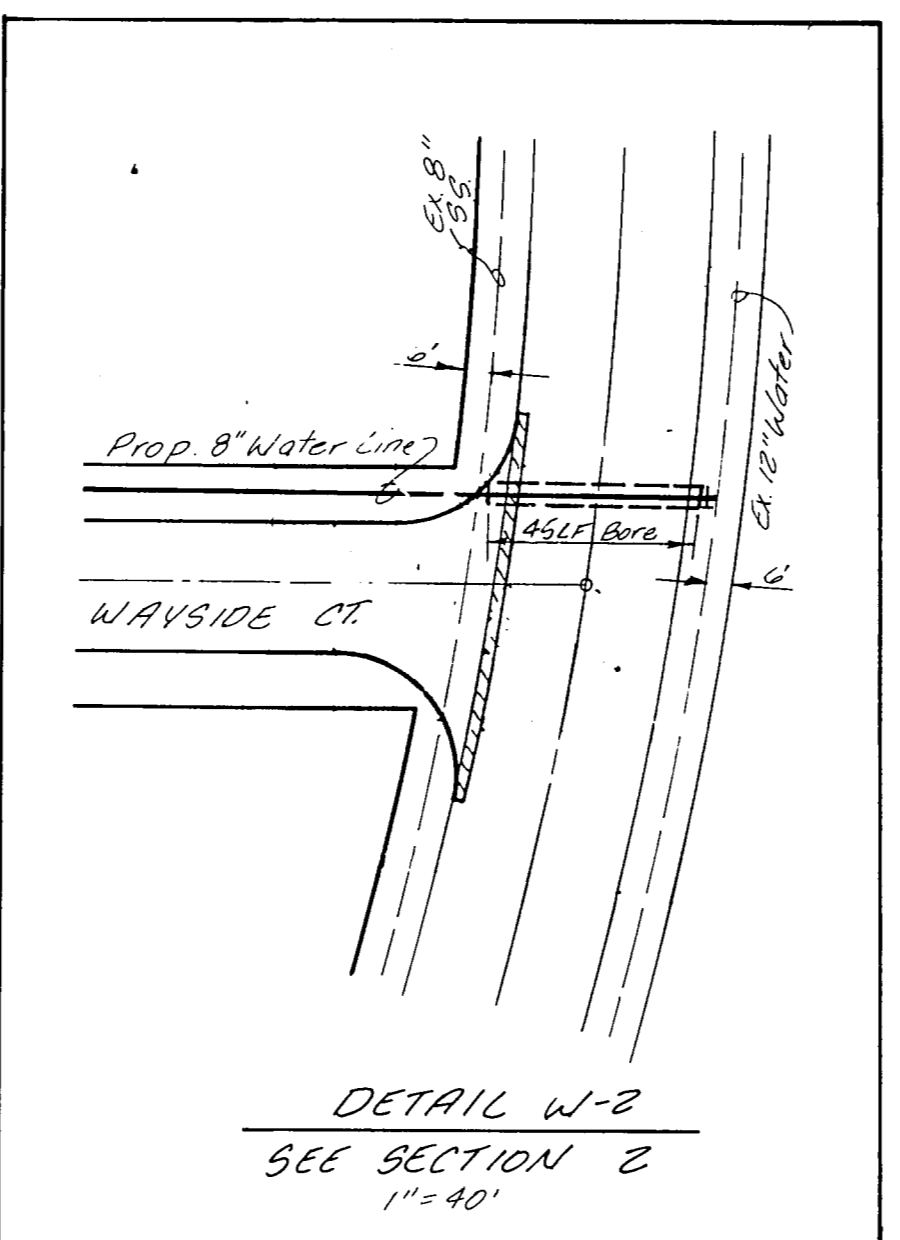 Ex. 8"
S.S.
6'
Prop. 8" Water Line
Ex. 12" Water
45LF Bore
6'
WAYSIDE CT.
DETAIL W-2
SEE SECTION 2
1"=40'